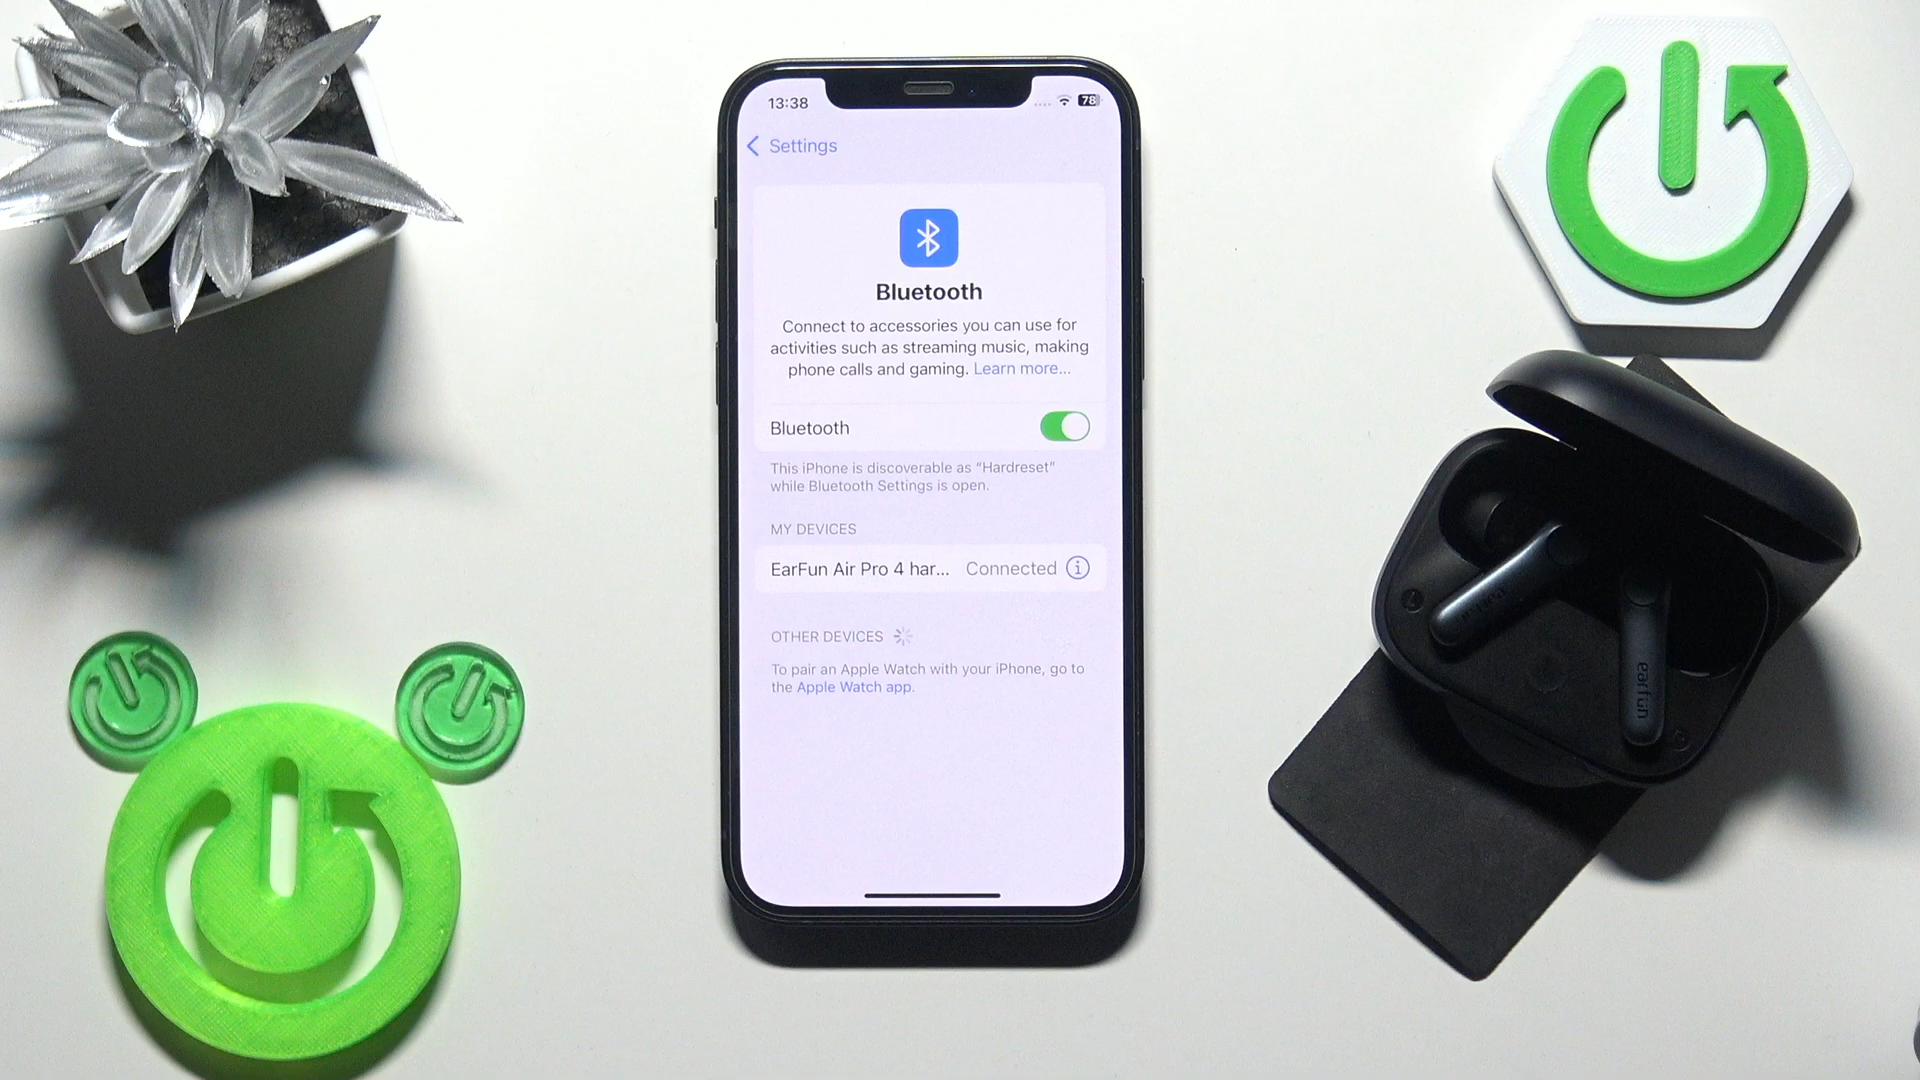 13:38
78
Settings
Bluetooth
Connect to accessories you can use for
activities such as streaming music, making
phone calls and gaming. Learn more...
Bluetooth
This iPhone is discoverable as “Hardreset”
while Bluetooth Settings is open.
MY DEVICES
EarFun Air Pro 4 har... Connected
OTHER DEVICES
To pair an Apple Watch with your iPhone, go to
the Apple Watch app.
earfun
earfun